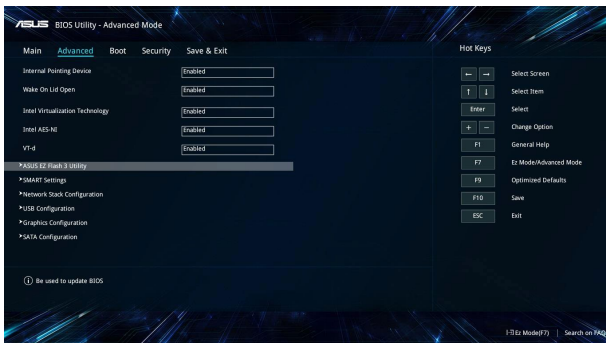 ASUS BIOS Utility - Advanced Mode
Main Advanced Boot Security Save & Exit
Hot Keys
Internal Pointing Device Enabled
Wake On Lid Open Enabled
Intel Virtualization Technology Enabled
Intel AES-NI Enabled
VT-d Enabled
➤ASUS EZ Flash 3 Utility
➤SMART Settings
➤Network Stack Configuration
➤USB Configuration
➤Graphics Configuration
➤SATA Configuration
← → Select Screen
↑ ↓ Select Item
Enter Select
+ − Change Option
F1 General Help
F7 Ez Mode/Advanced Mode
F9 Optimized Defaults
F10 Save
ESC Exit
Be used to update BIOS
Ez Mode(F7) | Search on FAQ